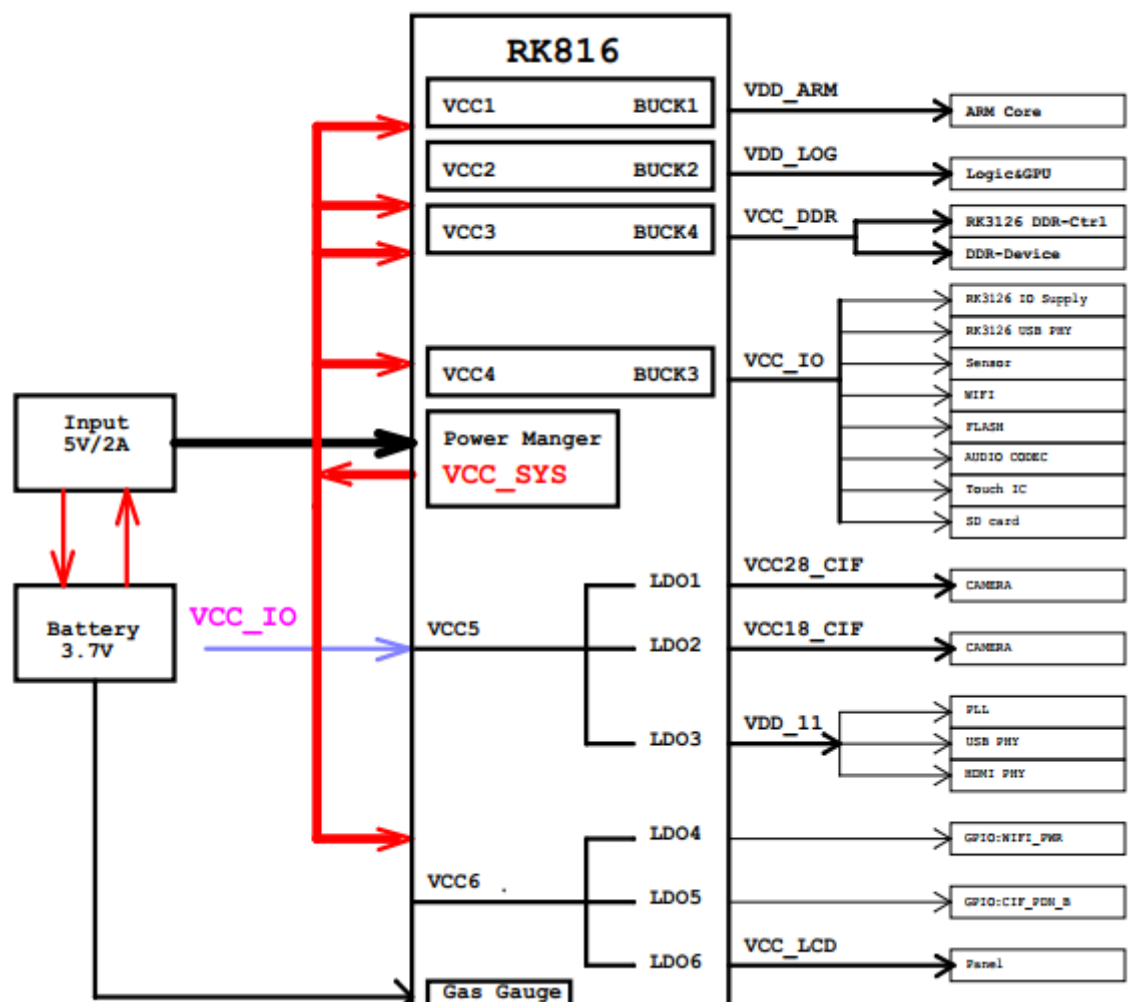 RK816
VCC1 BUCK1
VDD_ARM
ARM Core
VCC2 BUCK2
VDD_LOG
Logic&GPU
VCC3 BUCK4
VCC_DDR
RK3126 DDR-Ctrl
DDR-Device
VCC4 BUCK3
VCC_IO
RK3126 IO Supply
RK3126 USB PHY
Sensor
WIFI
FLASH
AUDIO CODEC
Touch IC
SD card
Input
5V/2A
Power Manger
VCC_SYS
Battery
3.7V
VCC_IO
VCC5
LDO1
VCC28_CIF
CAMERA
LDO2
VCC18_CIF
CAMERA
LDO3
VDD_11
PLL
USB PHY
HDMI PHY
VCC6
LDO4
GPIO:WIFI_PWR
LDO5
GPIO:CIF_PDN_B
LDO6
VCC_LCD
Panel
Gas Gauge